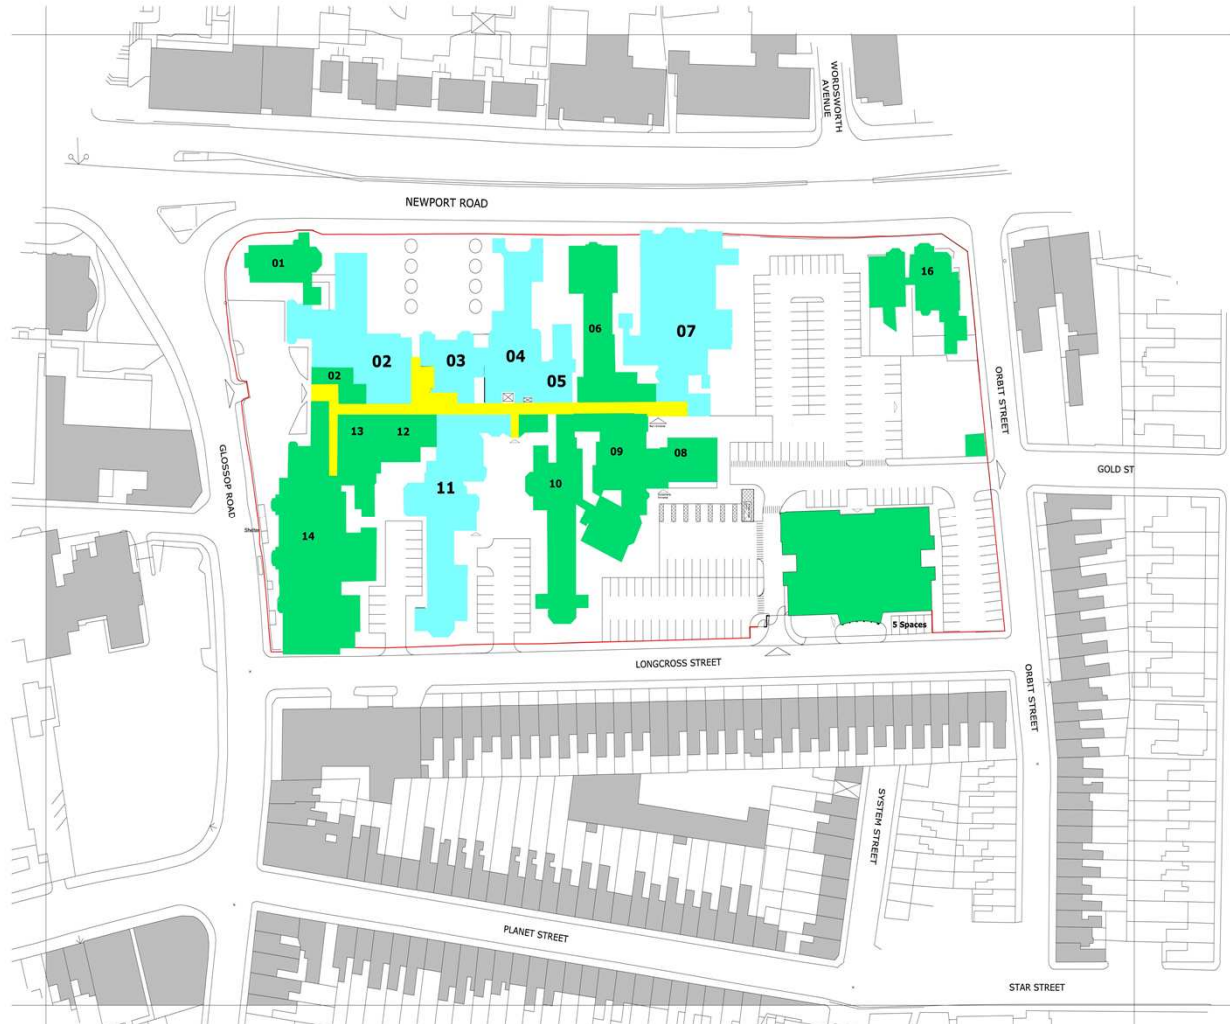 WORDSWORTH
AVENUE
NEWPORT ROAD
01
16
06
07
02
03
04
05
02
ORBIT STREET
13
12
09
08
GOLD ST
10
11
GLOSSOP ROAD
Shelter
14
5 Spaces
LONGCROSS STREET
ORBIT STREET
SYSTEM STREET
PLANET STREET
STAR STREET